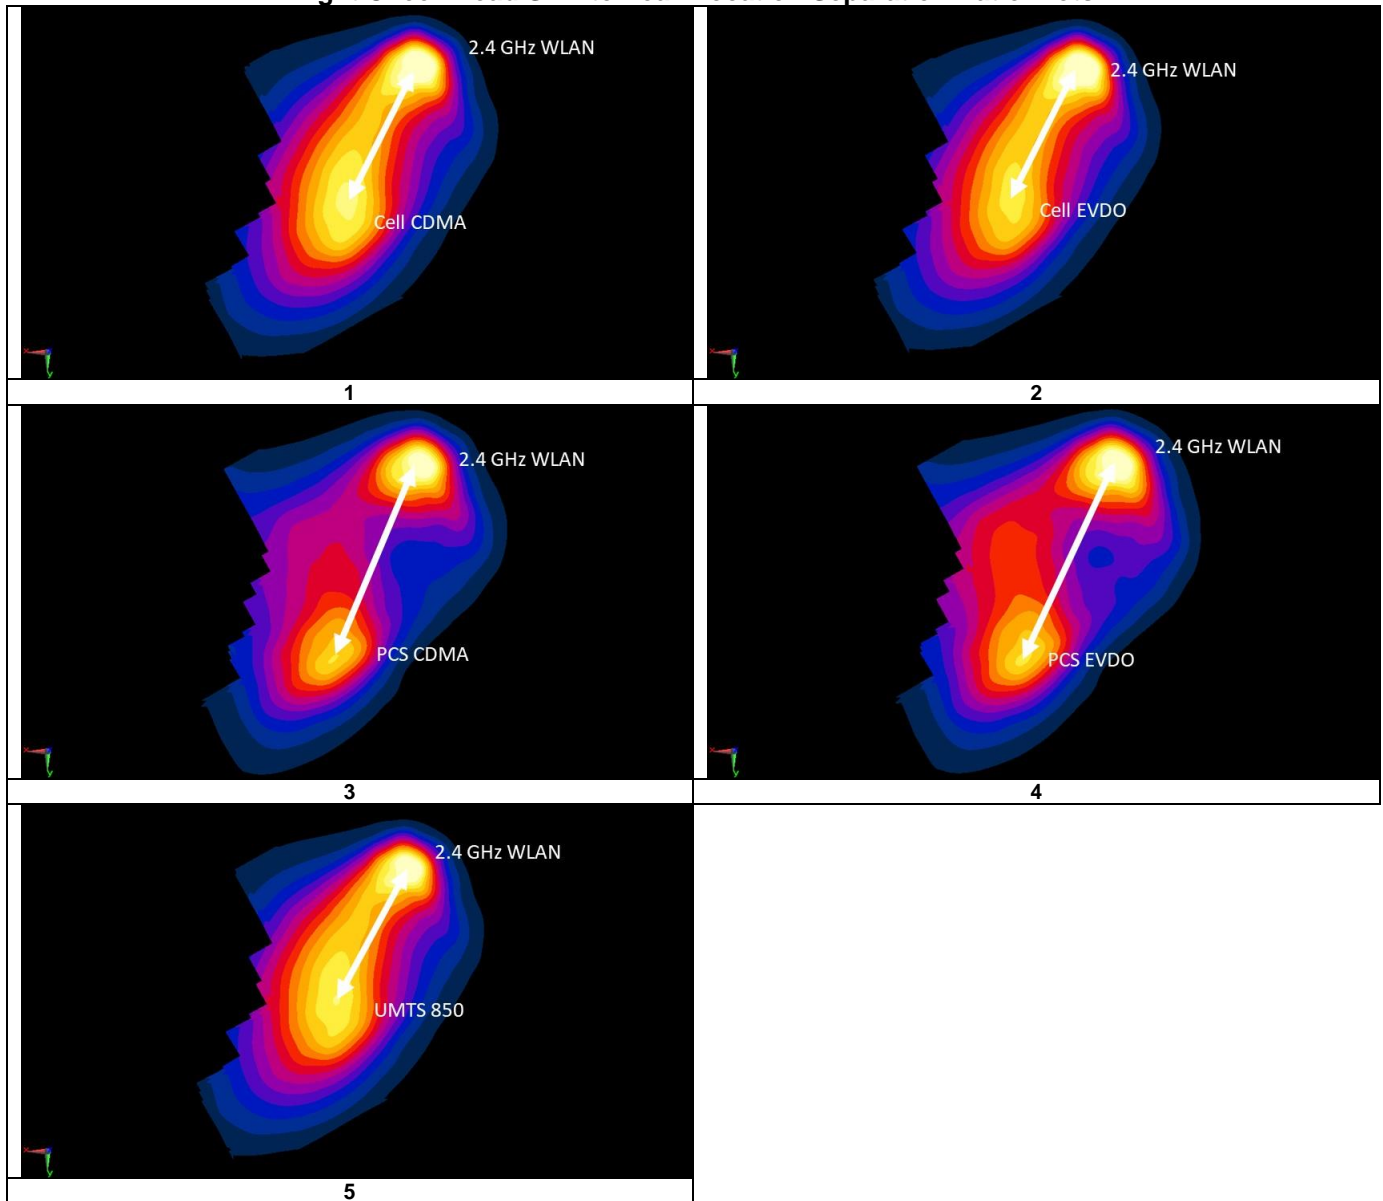 2.4 GHz WLAN
Cell CDMA
1
2.4 GHz WLAN
Cell EVDO
2
2.4 GHz WLAN
PCS CDMA
3
2.4 GHz WLAN
PCS EVDO
4
2.4 GHz WLAN
UMTS 850
5